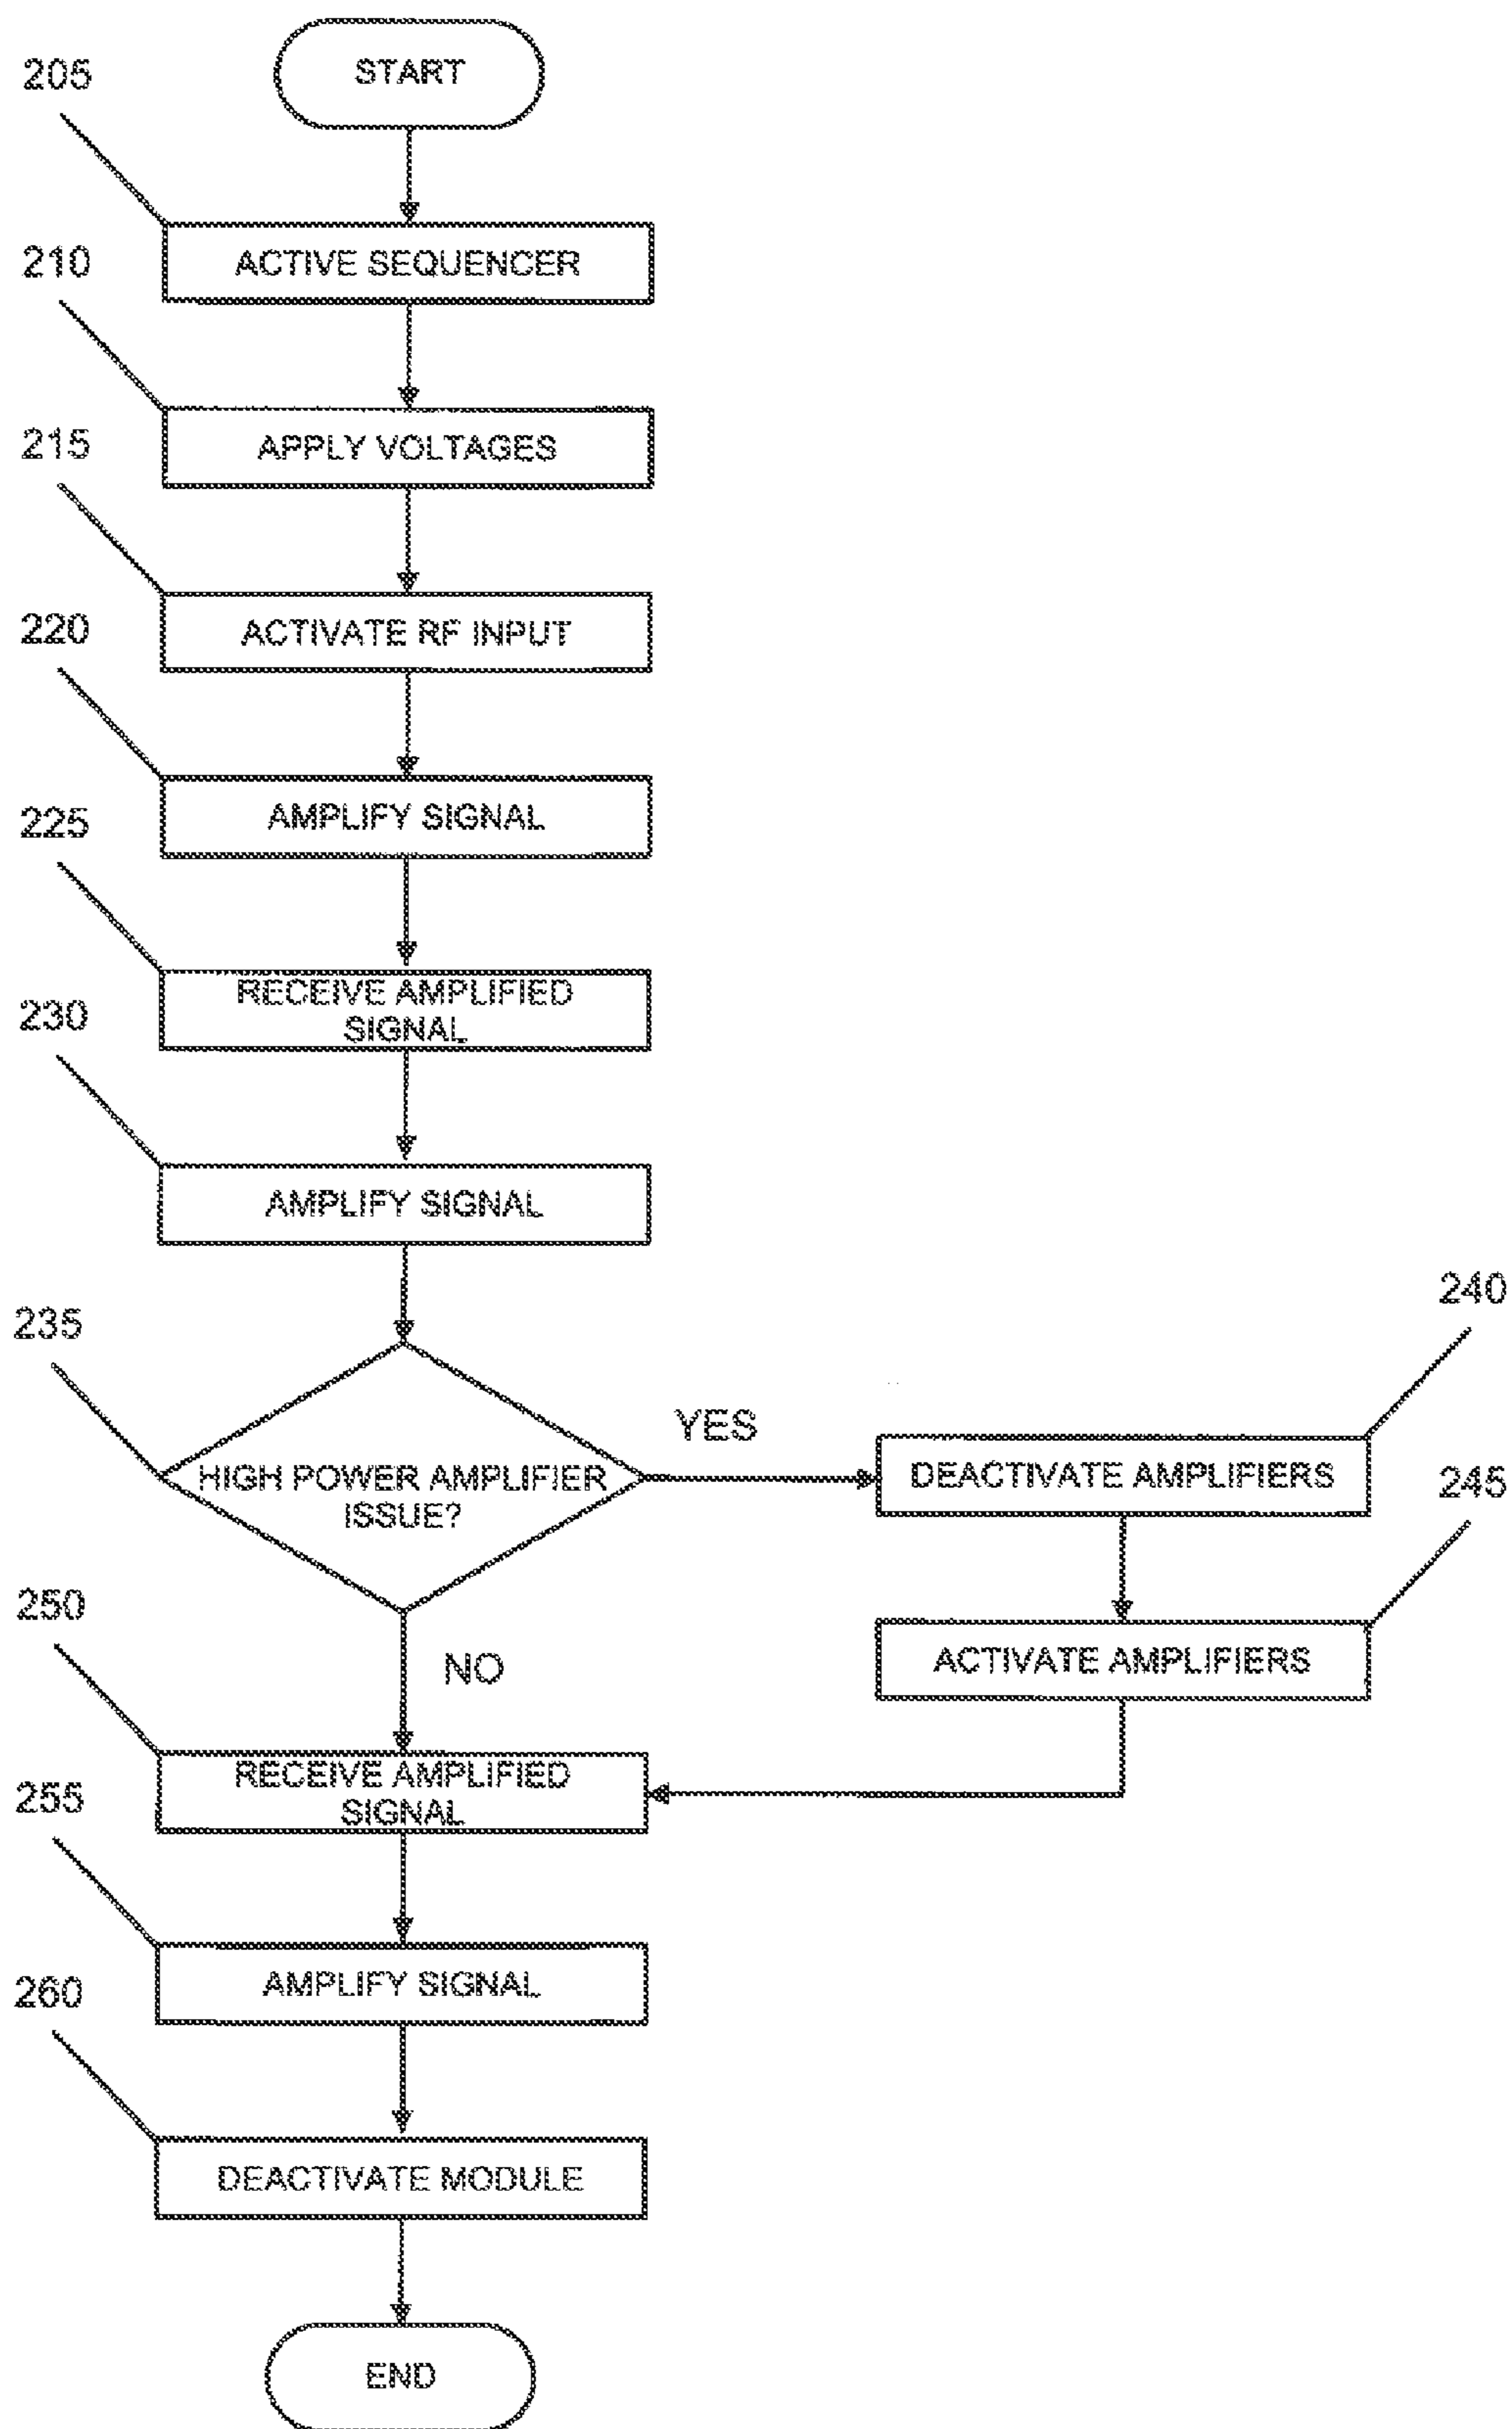 START
205
ACTIVE SEQUENCER
210
APPLY VOLTAGES
215
ACTIVATE RF INPUT
220
AMPLIFY SIGNAL
225
RECEIVE AMPLIFIED
SIGNAL
230
AMPLIFY SIGNAL
235
HIGH POWER AMPLIFIER
ISSUE?
YES
240
DEACTIVATE AMPLIFIERS
245
ACTIVATE AMPLIFIERS
NO
250
RECEIVE AMPLIFIED
SIGNAL
255
AMPLIFY SIGNAL
260
DEACTIVATE MODULE
END